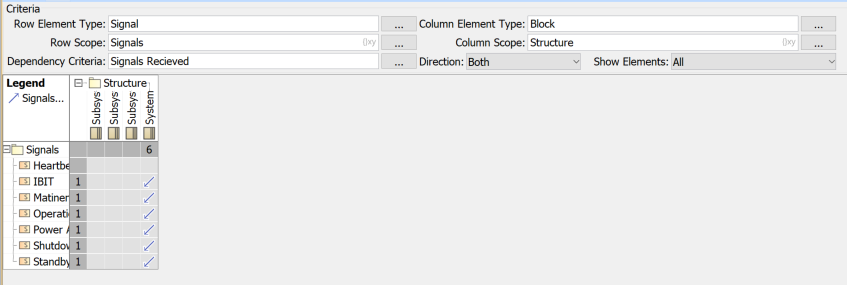 Criteria
Row Element Type: Signal ... Column Element Type: Block ...
Row Scope: Signals ... Column Scope: Structure ...
Dependency Criteria: Signals Recieved ... Direction: Both Show Elements: All
Legend
Signals...
Structure
Subsys
Subsys
Subsys
System
Signals 6
Heartbe
IBIT 1
Matiner 1
Operati 1
Power A 1
Shutdov 1
Standby 1